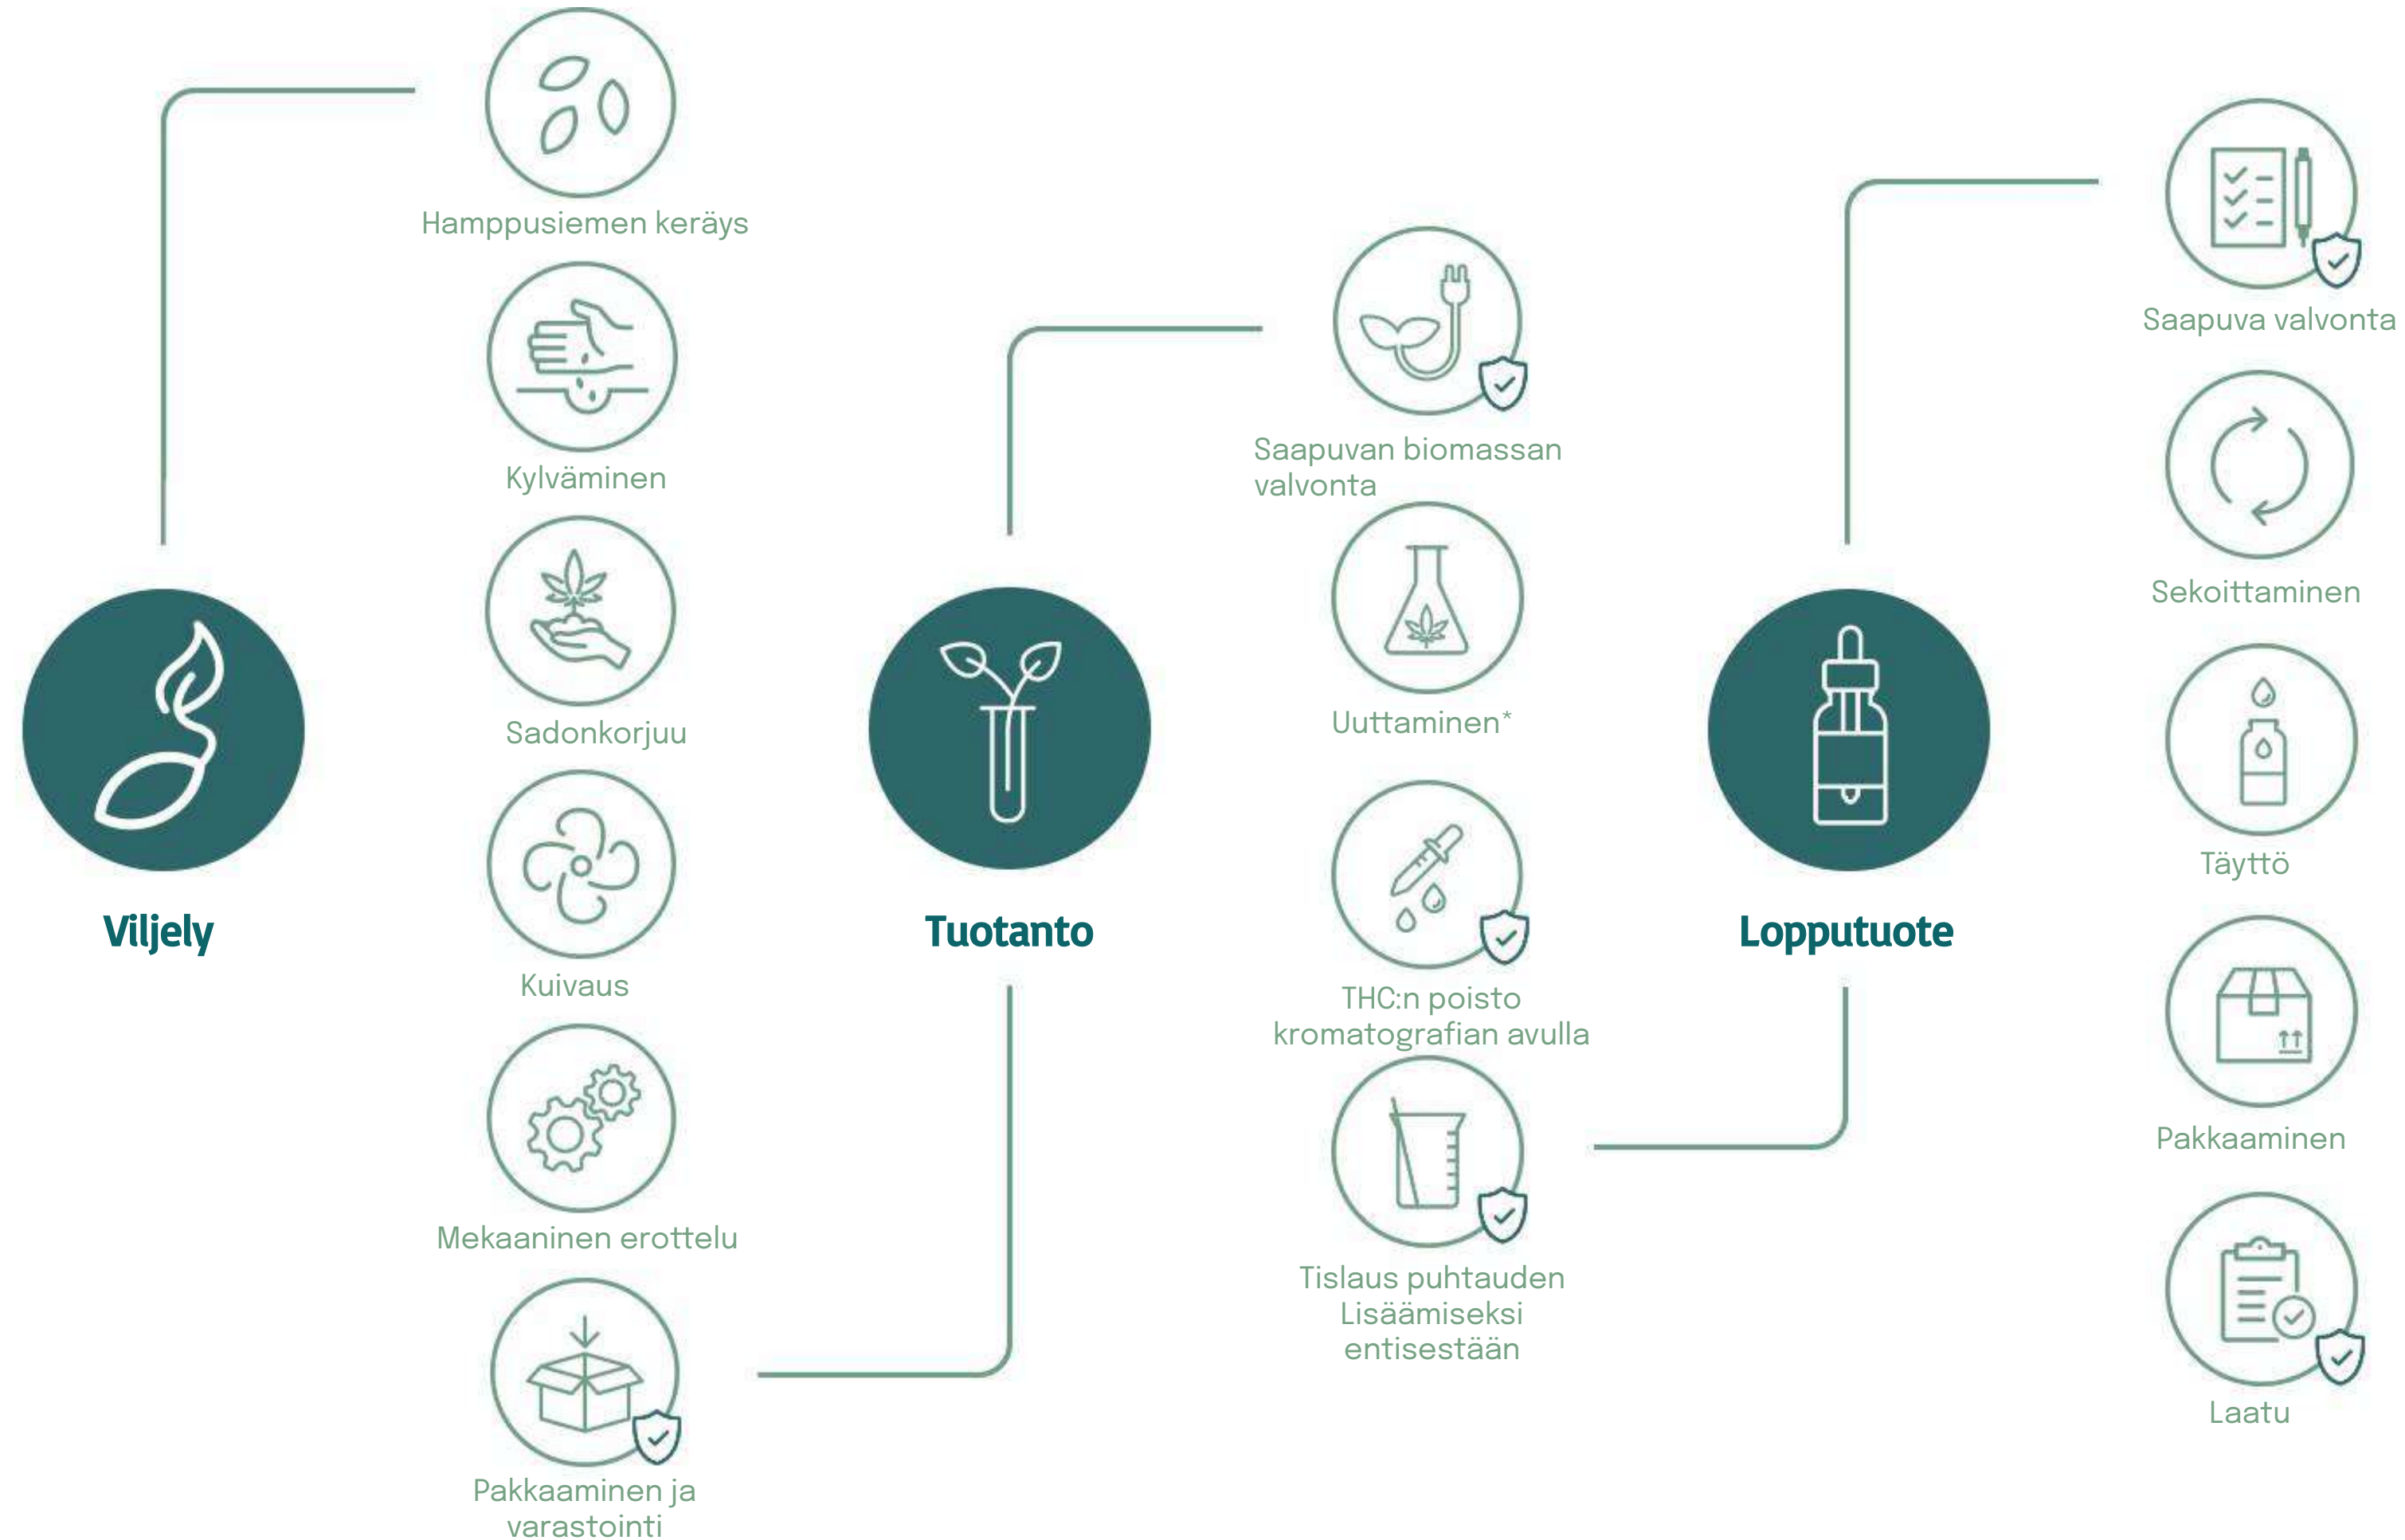 Viljely
Hamppusiemen keräys
Kylväminen
Sadonkorjuu
Kuivaus
Mekaaninen erottelu
Pakkaaminen ja
varastointi
Tuotanto
Saapuvan biomassan
valvonta
Uuttaminen*
THC:n poisto
kromatografian avulla
Tislaus puhtauden
Lisäämiseksi
entisestään
Lopputuote
Saapuva valvonta
Sekoittaminen
Täyttö
Pakkaaminen
Laatu